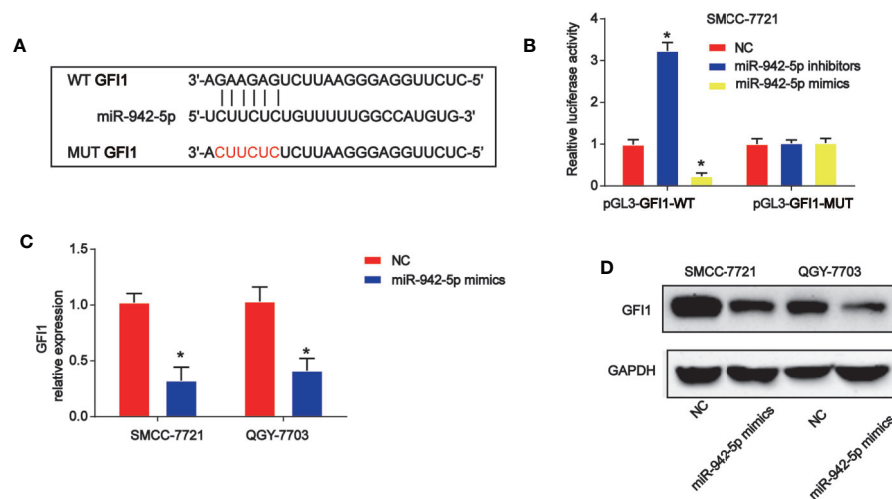 A
WT GFI1 3'-AGAAGAGUCUUAAGGGAGGUUCUC-5'
miR-942-5p 5'-UCUUCUCUGUUUUUGGCCAUGUG-3'
MUT GFI1 3'-ACUUCUCUCUUAAGGGAGGUUCUC-5'
B
SMCC-7721
NC
miR-942-5p inhibitors
miR-942-5p mimics
Realtive luciferase activity
4
3
2
1
0
*
*
pGL3-GFI1-WT
pGL3-GFI1-MUT
C
NC
miR-942-5p mimics
GFI1
relative expression
1.5
1.0
0.5
0.0
*
*
SMCC-7721
QGY-7703
D
SMCC-7721
QGY-7703
GFI1
GAPDH
NC
miR-942-5p mimics
NC
miR-942-5p mimics